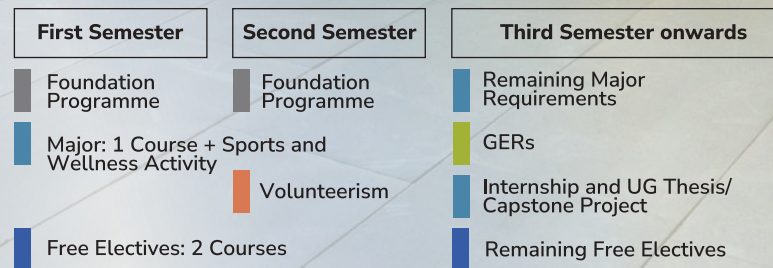 First Semester
Second Semester
Third Semester onwards
Foundation
Programme
Foundation
Programme
Remaining Major
Requirements
Major: 1 Course + Sports and
Wellness Activity
GERs
Volunteerism
Internship and UG Thesis/
Capstone Project
Free Electives: 2 Courses
Remaining Free Electives